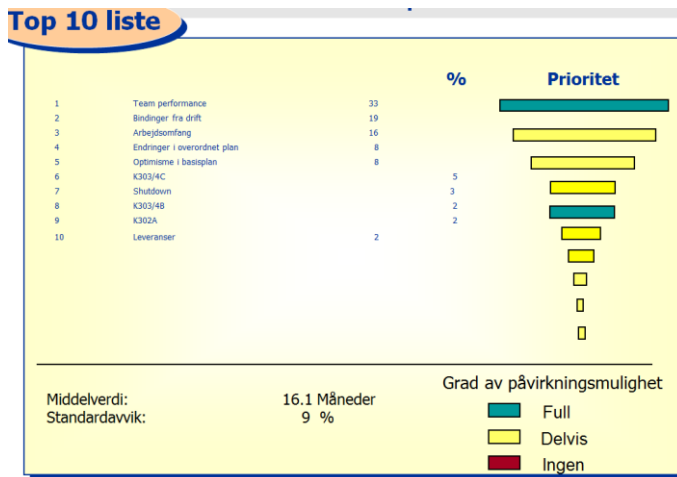 Top 10 liste
% Prioritet
1 Team performance 33
2 Bindinger fra drift 19
3 Arbejdsomfang 16
4 Endringer i overordnet plan 8
5 Optimisme i basisplan 8
6 K303/4C 5
7 Shutdown 3
8 K303/4B 2
9 K302A 2
10 Leveranser 2
Grad av påvirkningsmulighet
Middelverdi: 16.1 Måneder
Standardavvik: 9 %
Full
Delvis
Ingen